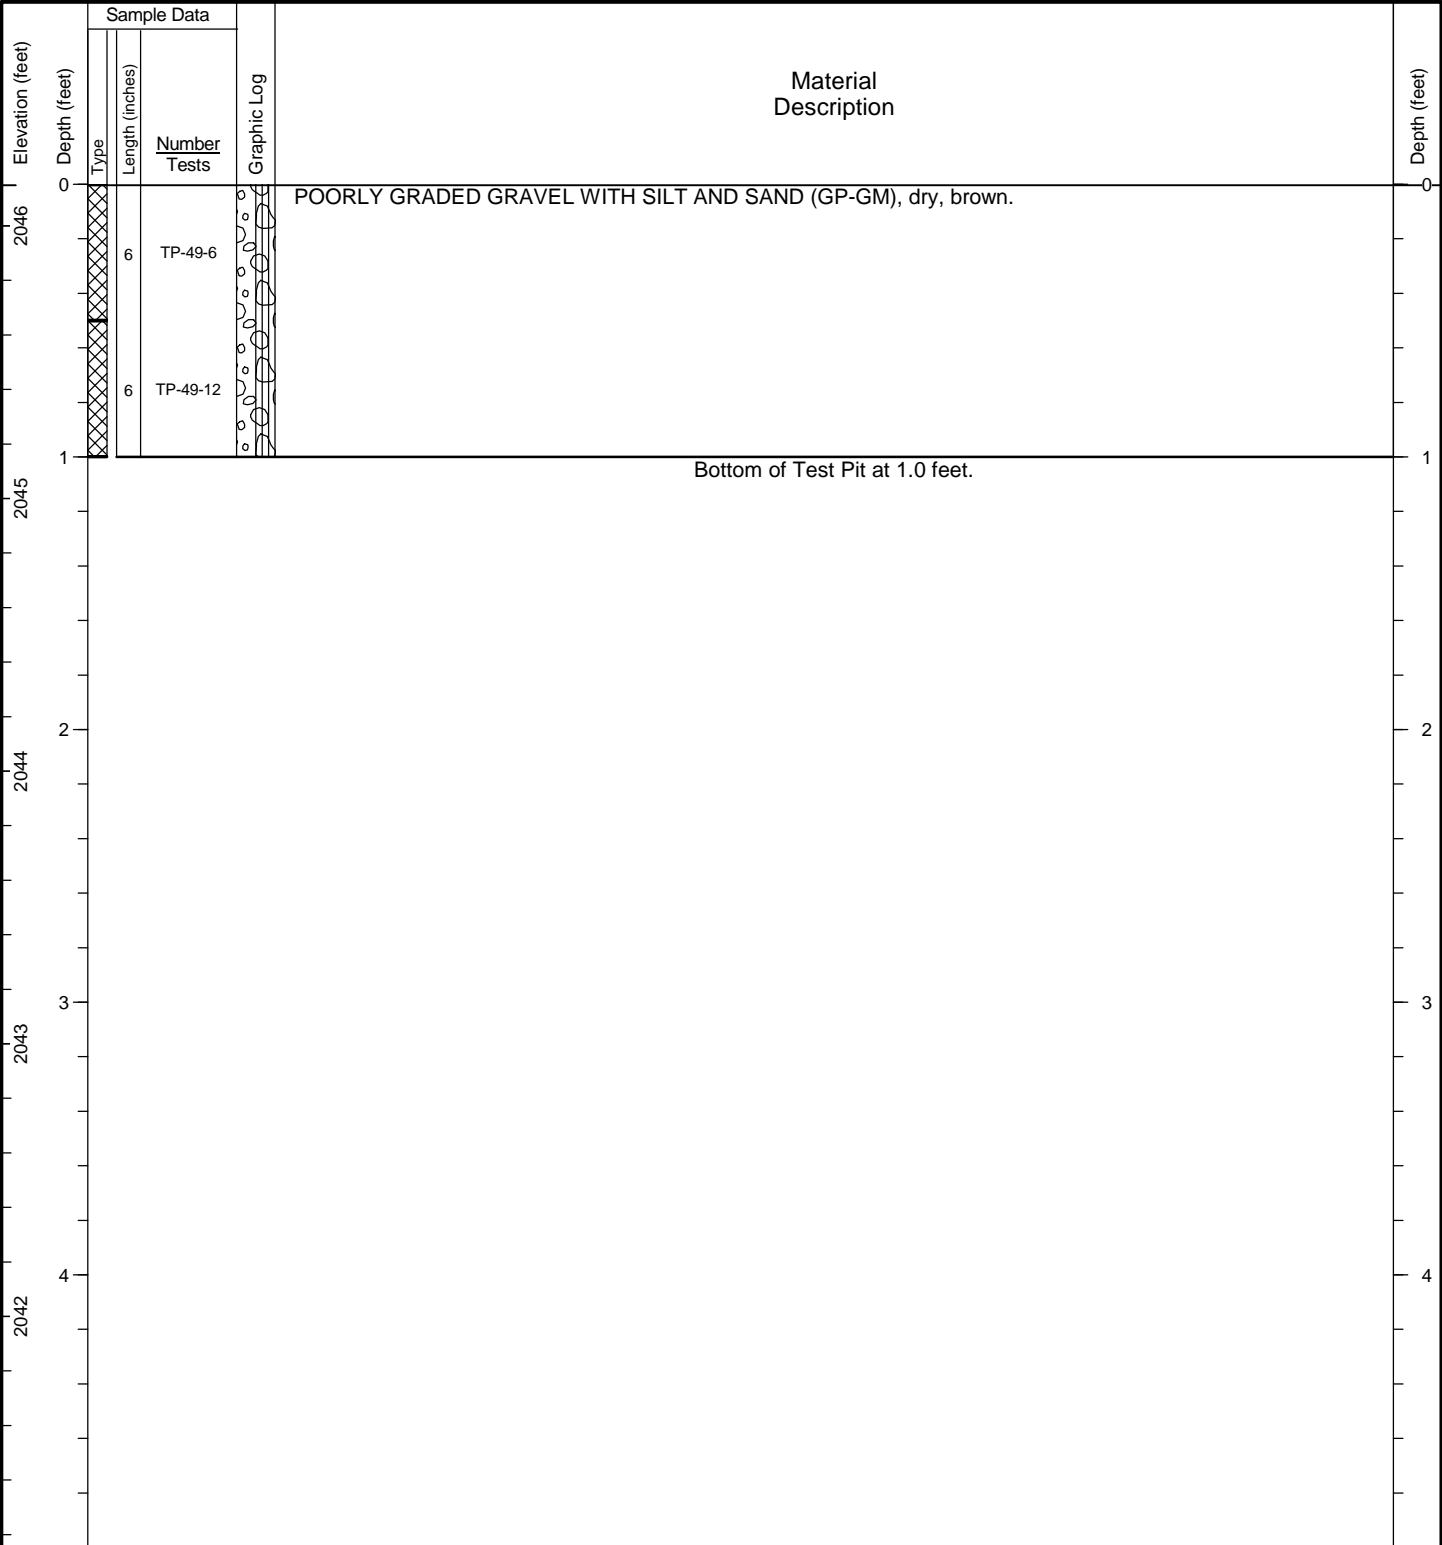 Sample Data
Elevation (feet)
Depth (feet)
Type
Length (inches)
Number
Tests
Graphic Log
Material
Description
Depth (feet)
0
POORLY GRADED GRAVEL WITH SILT AND SAND (GP-GM), dry, brown.
0
2046
6
TP-49-6
6
TP-49-12
1
1
Bottom of Test Pit at 1.0 feet.
2045
2
2
2044
3
3
2043
4
4
2042